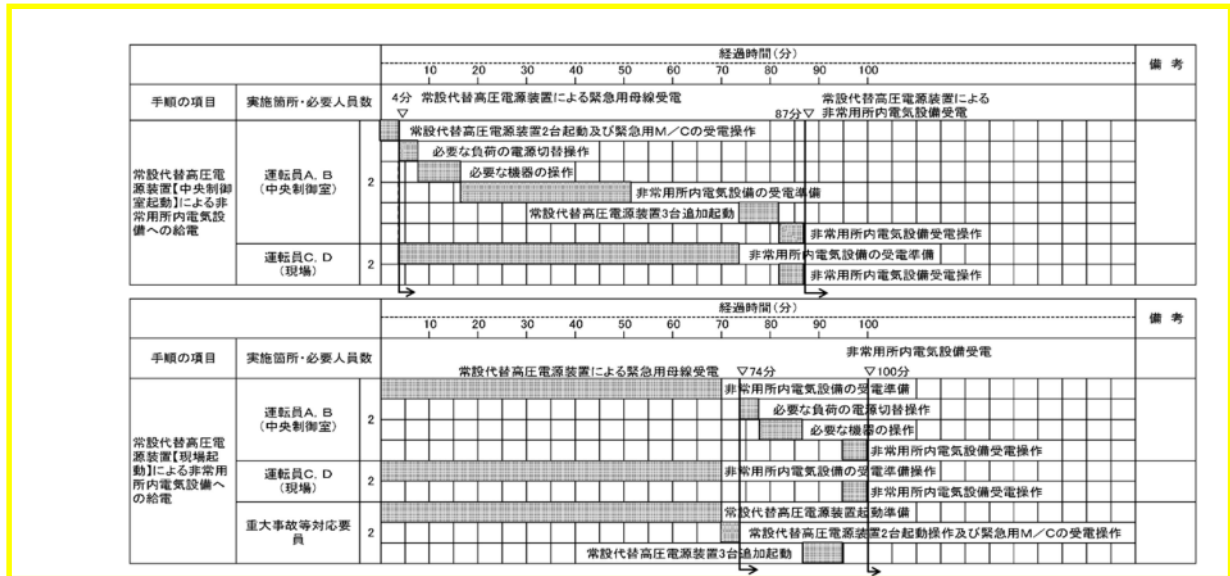 経過時間(分)
備 考
10 20 30 40 50 60 70 80 90 100
手順の項目 実施箇所・必要人員数
4分 常設代替高圧電源装置による緊急用母線受電
▽
常設代替高圧電源装置による
87分▽ 非常用所内電気設備受電
常設代替高圧電源装置【中央制御室起動】による非常用所内電気設備への給電
運転員A,B
(中央制御室)
2
常設代替高圧電源装置2台起動及び緊急用M/Cの受電操作
必要な負荷の電源切替操作
必要な機器の操作
非常用所内電気設備の受電準備
常設代替高圧電源装置3台追加起動
非常用所内電気設備受電操作
運転員C,D
(現場)
2
非常用所内電気設備の受電準備
非常用所内電気設備受電操作
経過時間(分)
備 考
10 20 30 40 50 60 70 80 90 100
手順の項目 実施箇所・必要人員数
非常用所内電気設備受電
常設代替高圧電源装置による緊急用母線受電 ▽74分 ▽100分
常設代替高圧電源装置【現場起動】による非常用所内電気設備への給電
運転員A,B
(中央制御室)
2
非常用所内電気設備の受電準備
必要な負荷の電源切替操作
必要な機器の操作
非常用所内電気設備受電操作
運転員C,D
(現場)
2
非常用所内電気設備の受電準備操作
非常用所内電気設備受電操作
重大事故等対応要員
2
常設代替高圧電源装置起動準備
常設代替高圧電源装置2台起動操作及び緊急用M/Cの受電操作
常設代替高圧電源装置3台追加起動